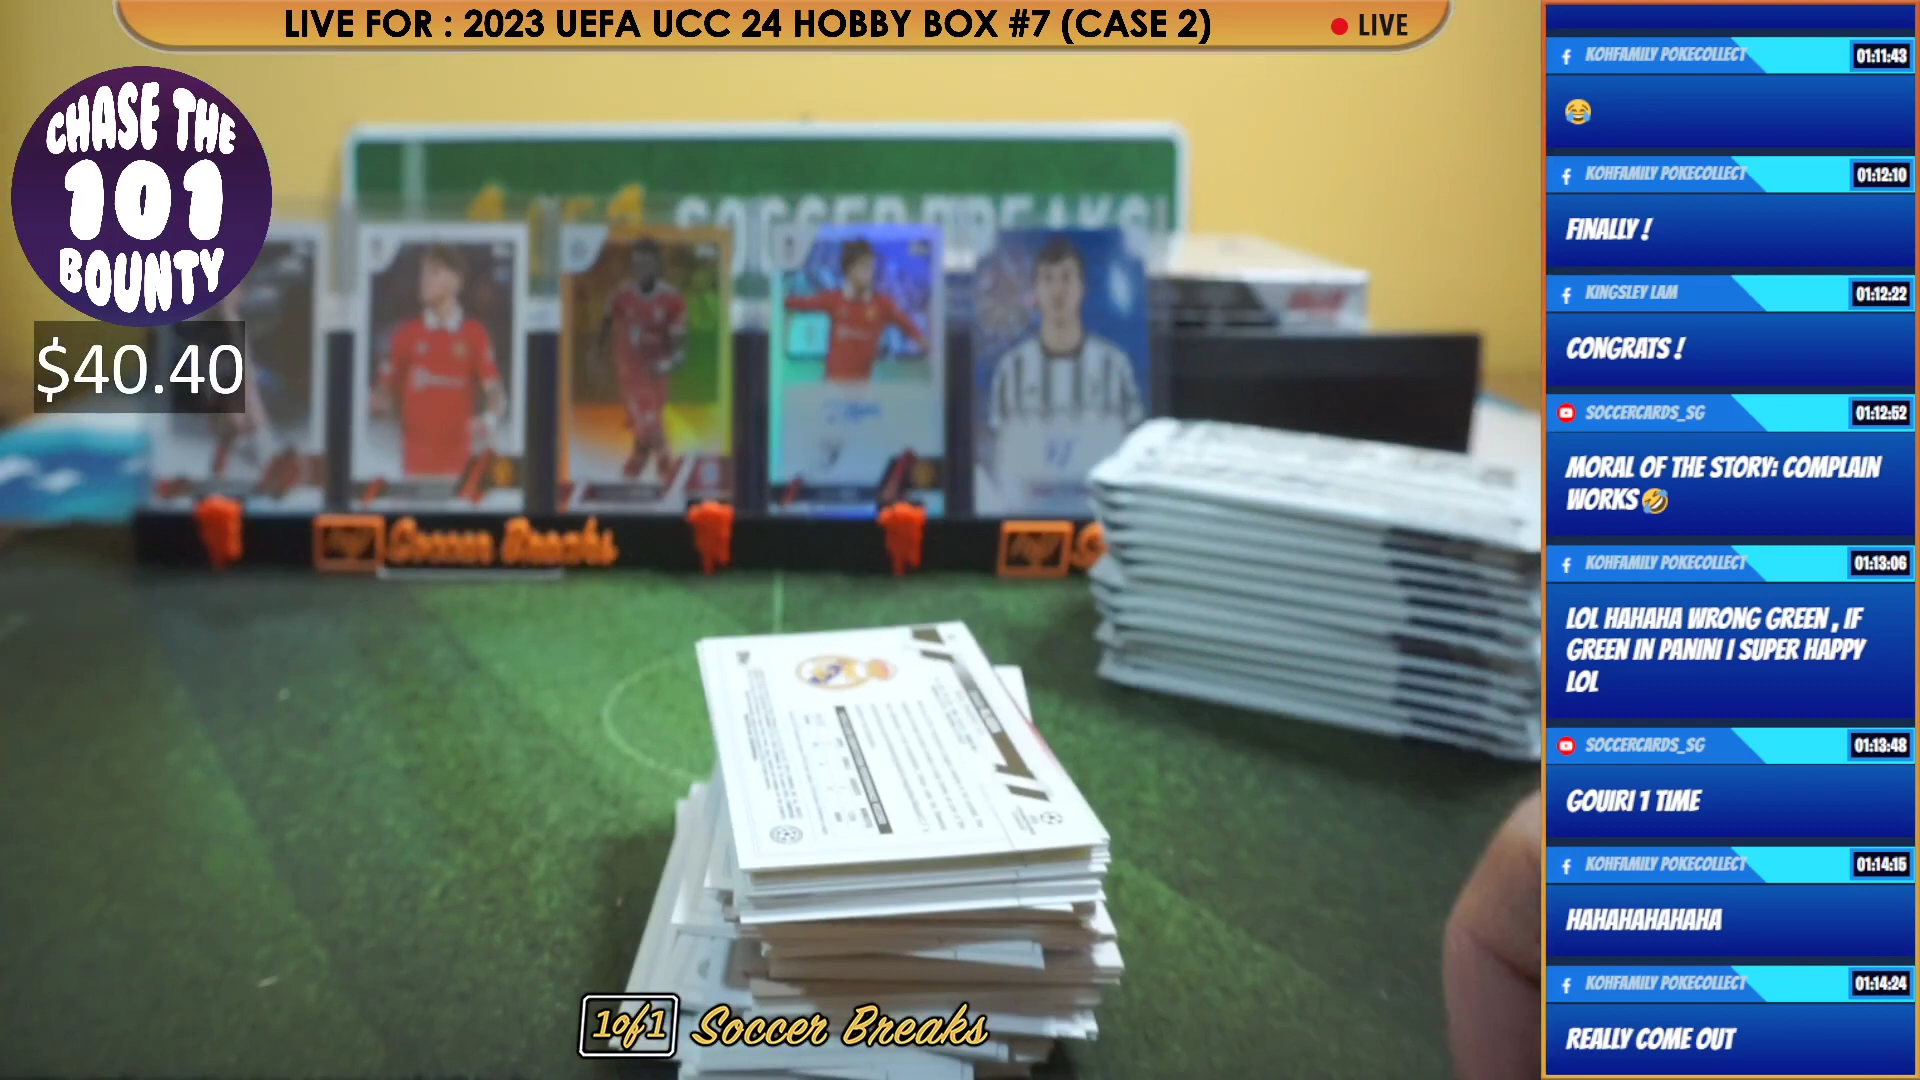 LIVE FOR : 2023 UEFA UCC 24 HOBBY BOX #7 (CASE 2)
LIVE
CHASE THE
101
BOUNTY
$40.40
SOCCER BREAKS
Soccer Breaks
1of1 Soccer Breaks
KOHFAMILY POKECOLLECT 01:11:43
😂
KOHFAMILY POKECOLLECT 01:12:10
FINALLY !
KINGSLEY LAM 01:12:22
CONGRATS !
SOCCERCARDS_SG 01:12:52
MORAL OF THE STORY: COMPLAIN
WORKS🤣
KOHFAMILY POKECOLLECT 01:13:06
LOL HAHAHA WRONG GREEN , IF
GREEN IN PANINI I SUPER HAPPY
LOL
SOCCERCARDS_SG 01:13:48
GOUIRI 1 TIME
KOHFAMILY POKECOLLECT 01:14:15
HAHAHAHAHAHA
KOHFAMILY POKECOLLECT 01:14:24
REALLY COME OUT